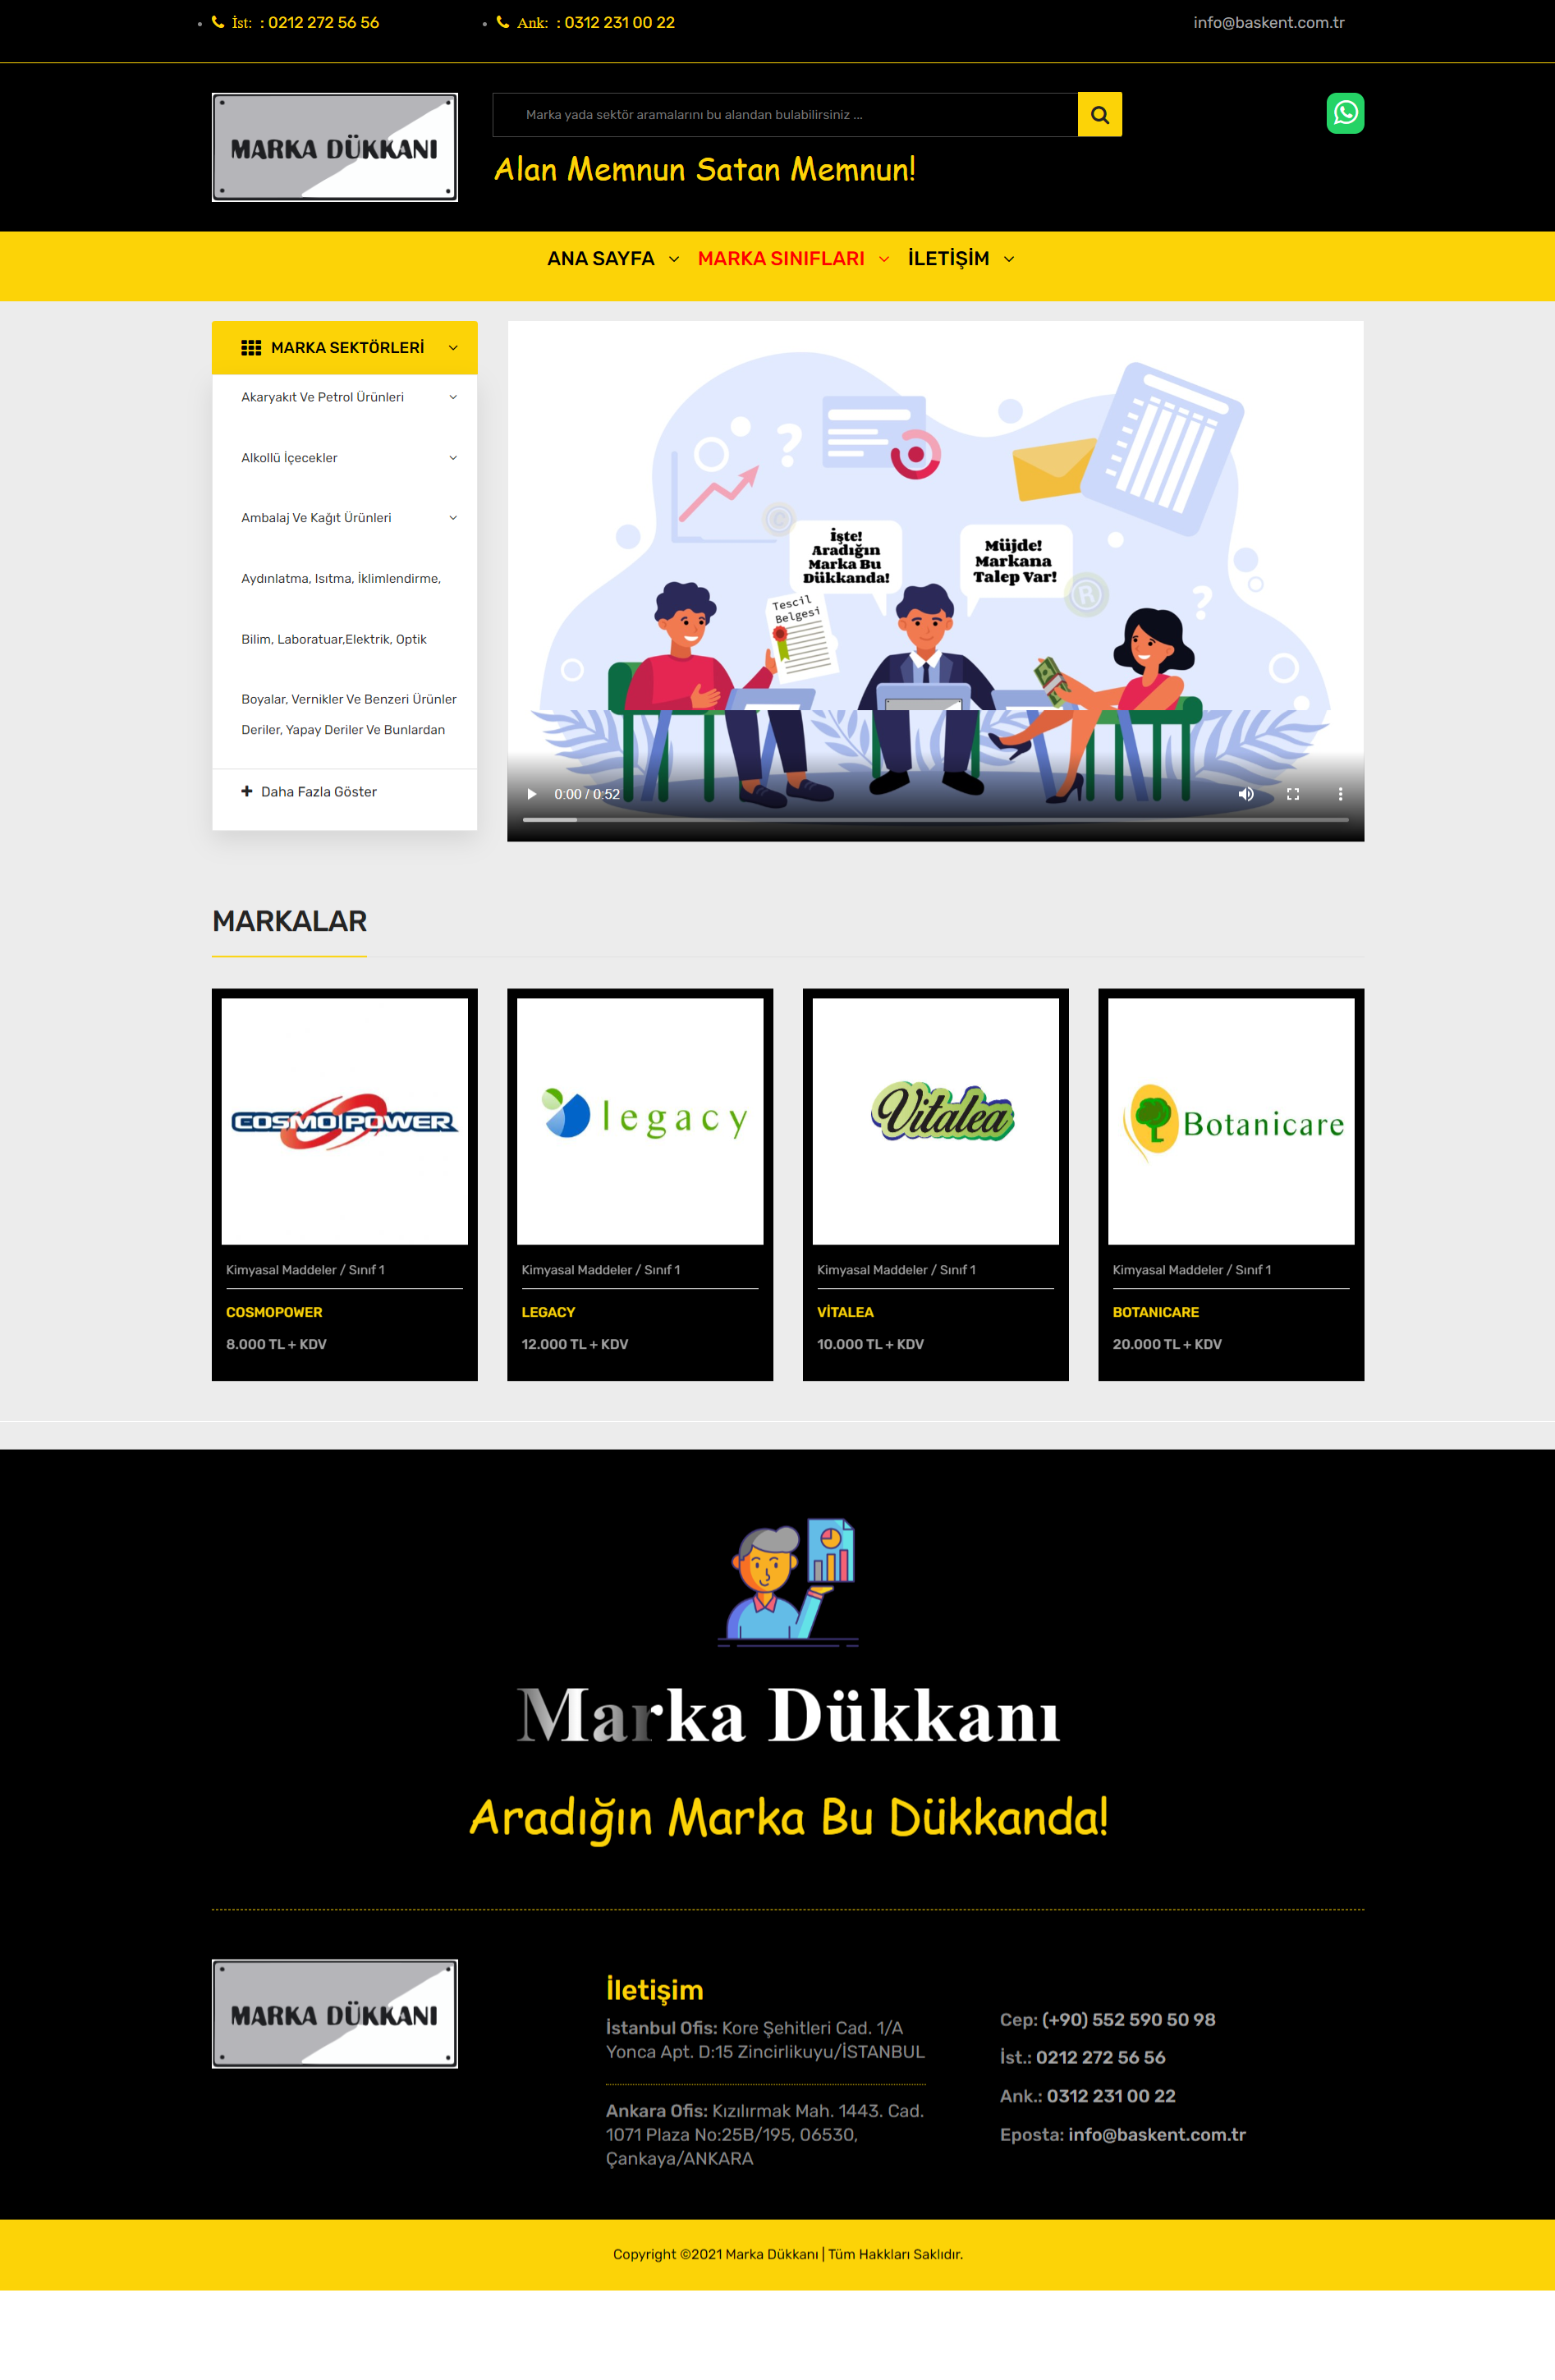 İst: : 0212 272 56 56
Ank: : 0312 231 00 22
info@baskent.com.tr
MARKA DÜKKANI
Marka yada sektör aramalarını bu alandan bulabilirsiniz ...
Alan Memnun Satan Memnun!
ANA SAYFA
MARKA SINIFLARI
İLETİŞİM
MARKA SEKTÖRLERİ
Akaryakıt Ve Petrol Ürünleri
Alkollü İçecekler
Ambalaj Ve Kağıt Ürünleri
Aydınlatma, Isıtma, İklimlendirme,
Bilim, Laboratuar,Elektrik, Optik
Boyalar, Vernikler Ve Benzeri Ürünler
Deriler, Yapay Deriler Ve Bunlardan
Daha Fazla Göster
?
C
İşte!
Aradığın
Marka Bu
Dükkanda!
Müjde!
Markana
Talep Var!
R
?
Tescil
Belgesi
0:00 / 0:52
MARKALAR
COSMO POWER
legacy
Vitalea
Botanicare
Kimyasal Maddeler / Sınıf 1
COSMOPOWER
8.000 TL + KDV
Kimyasal Maddeler / Sınıf 1
LEGACY
12.000 TL + KDV
Kimyasal Maddeler / Sınıf 1
VİTALEA
10.000 TL + KDV
Kimyasal Maddeler / Sınıf 1
BOTANICARE
20.000 TL + KDV
Marka Dükkanı
Aradığın Marka Bu Dükkanda!
MARKA DÜKKANI
İletişim
İstanbul Ofis: Kore Şehitleri Cad. 1/A
Yonca Apt. D:15 Zincirlikuyu/İSTANBUL
Ankara Ofis: Kızılırmak Mah. 1443. Cad.
1071 Plaza No:25B/195, 06530,
Çankaya/ANKARA
Cep: (+90) 552 590 50 98
İst.: 0212 272 56 56
Ank.: 0312 231 00 22
Eposta: info@baskent.com.tr
Copyright ©2021 Marka Dükkanı | Tüm Hakkları Saklıdır.